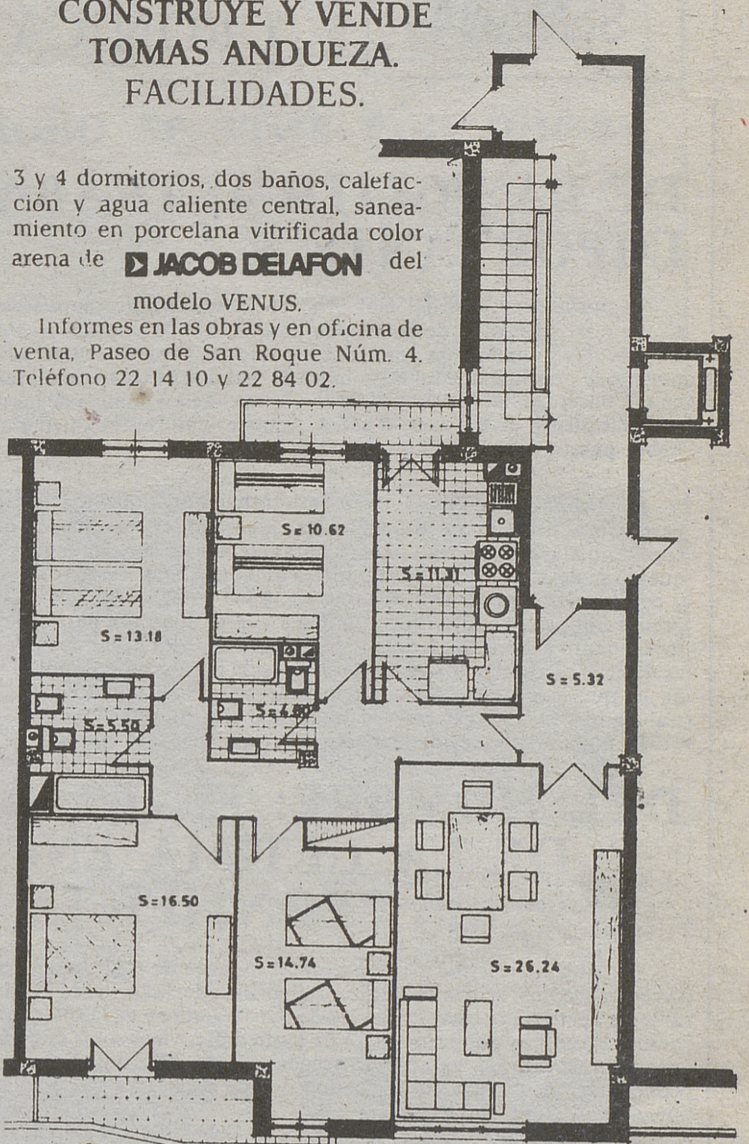 CONSTRUYE Y VENDE
TOMAS ANDUEZA.
FACILIDADES.
3 y 4 dormitorios, dos baños, calefac-
ción y agua caliente central, sanea-
miento en porcelana vitrificada color
arena de JACOB DELAFON del
modelo VENUS.
Informes en las obras y en oficina de
venta, Paseo de San Roque Núm. 4.
Teléfono 22 14 10 y 22 84 02.
S=10.62
S=11.31
S=13.18
S=5.32
S=5.50
S=4.60
S=16.50
S=14.74
S=26.24